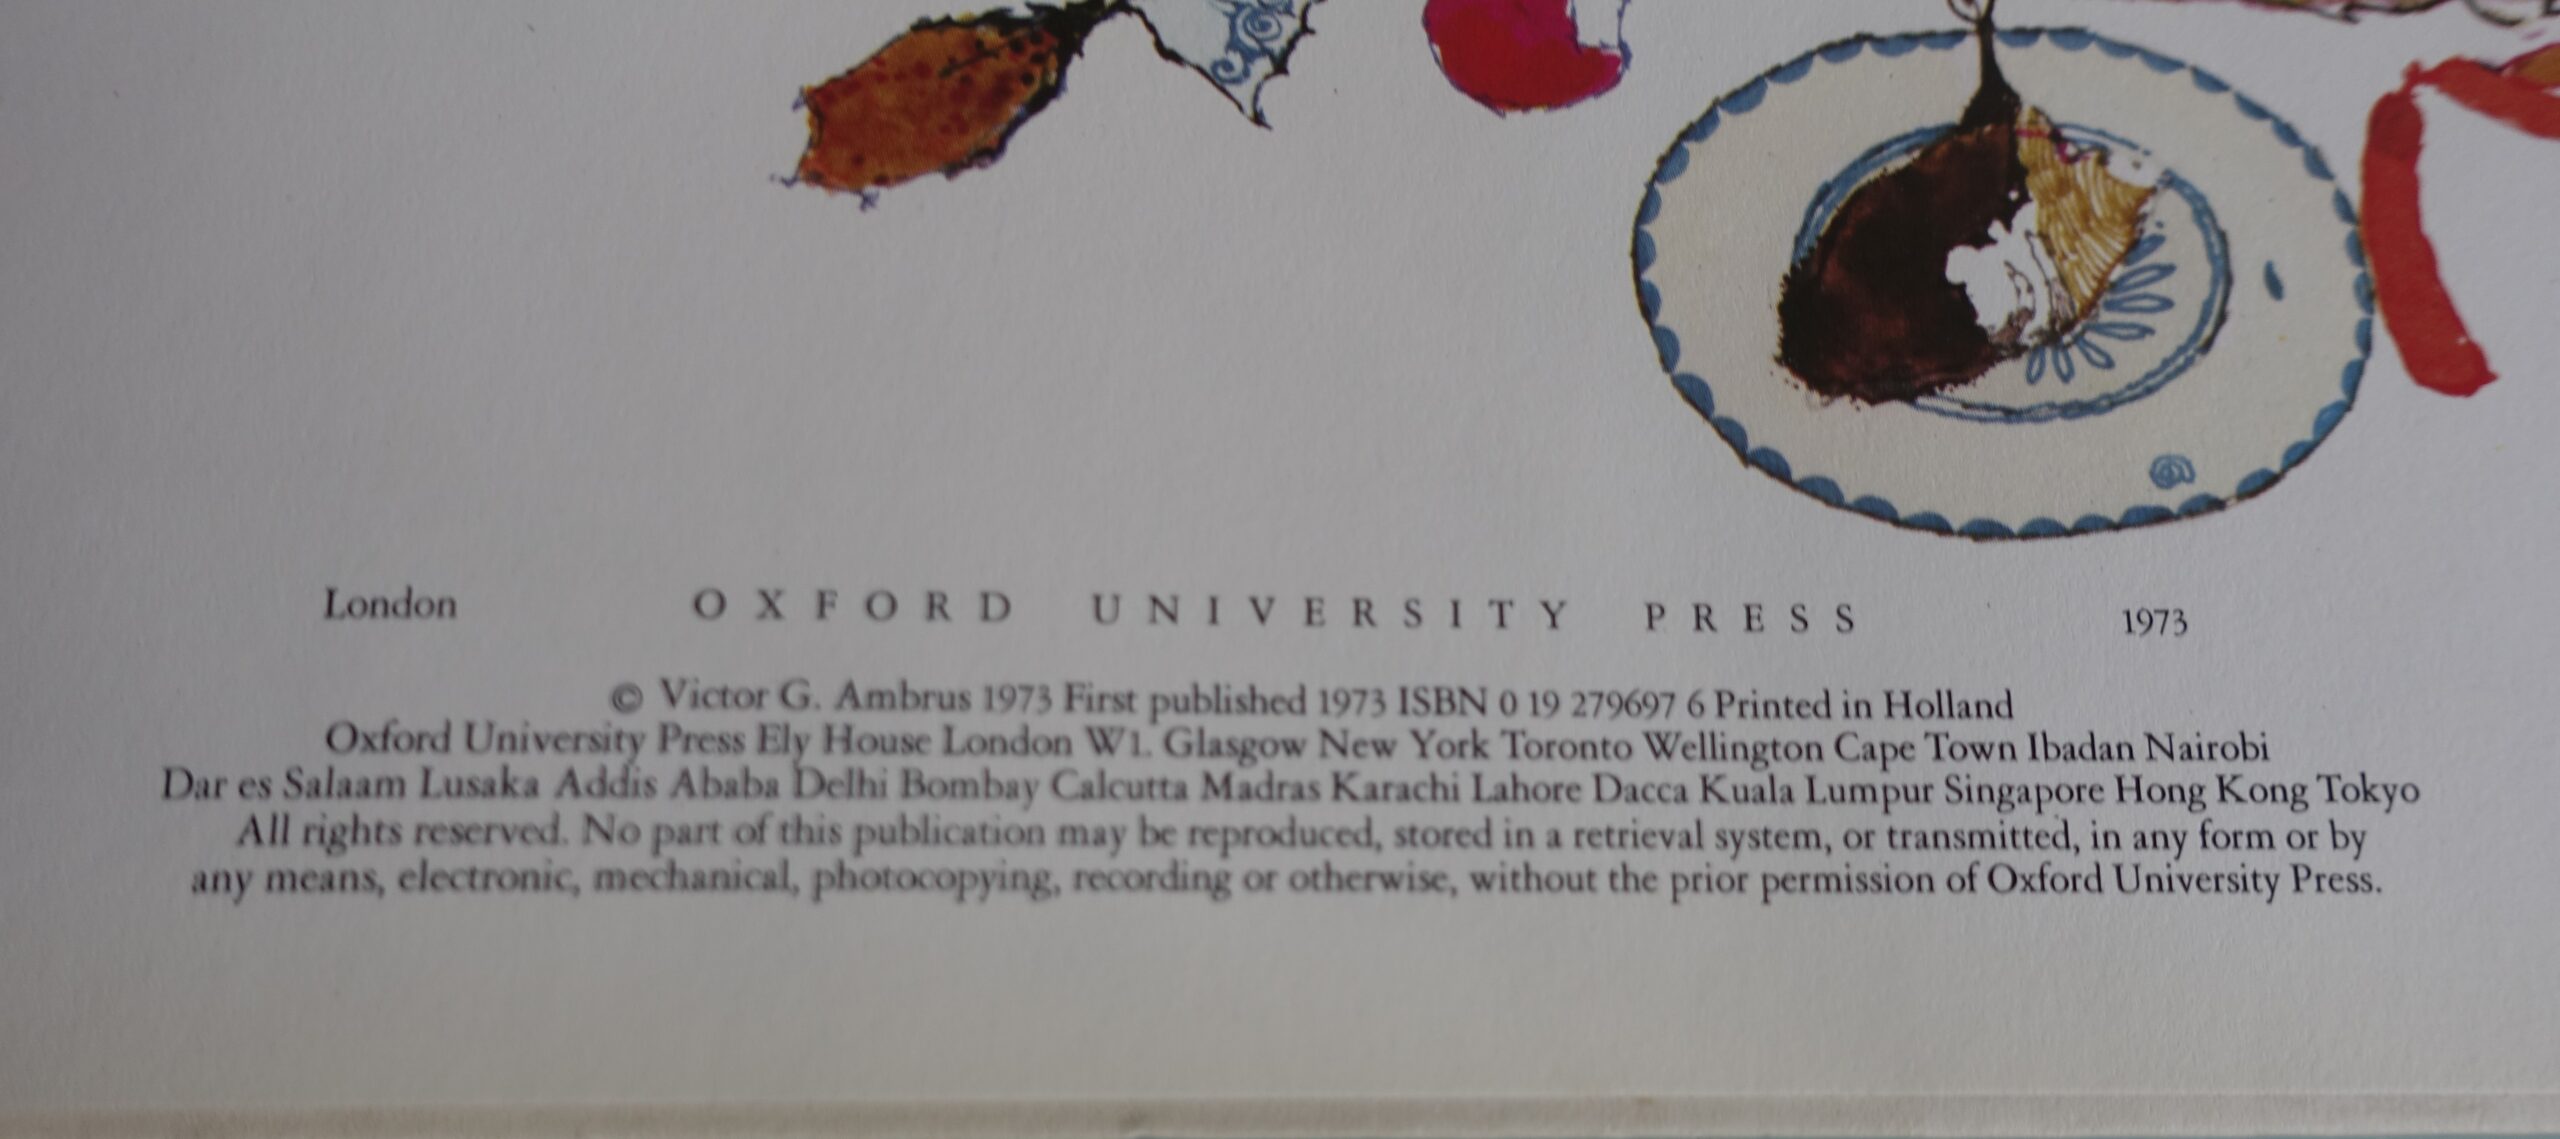 London OXFORD UNIVERSITY PRESS 1973
© Victor G. Ambrus 1973 First published 1973 ISBN 0 19 279697 6 Printed in Holland
Oxford University Press Ely House London W1. Glasgow New York Toronto Wellington Cape Town Ibadan Nairobi
Dar es Salaam Lusaka Addis Ababa Delhi Bombay Calcutta Madras Karachi Lahore Dacca Kuala Lumpur Singapore Hong Kong Tokyo
All rights reserved. No part of this publication may be reproduced, stored in a retrieval system, or transmitted, in any form or by
any means, electronic, mechanical, photocopying, recording or otherwise, without the prior permission of Oxford University Press.